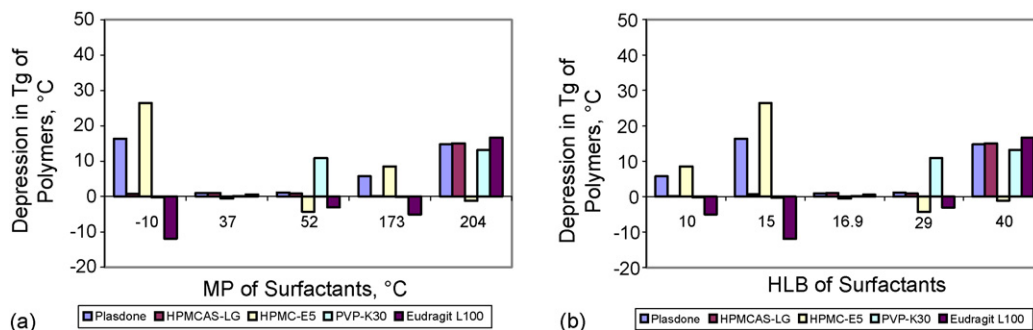 50
40
30
20
10
0
-10
-20
Depression in Tg of
Polymers, °C
-10 37 52 173 204
MP of Surfactants, °C
(a)
Plasdone HPMCAS-LG HPMC-E5 PVP-K30 Eudragit L100
50
40
30
20
10
0
-10
-20
Depression in Tg of
Polymers, °C
10 15 16.9 29 40
HLB of Surfactants
(b)
Plasdone HPMCAS-LG HPMC-E5 PVP-K30 Eudragit L100